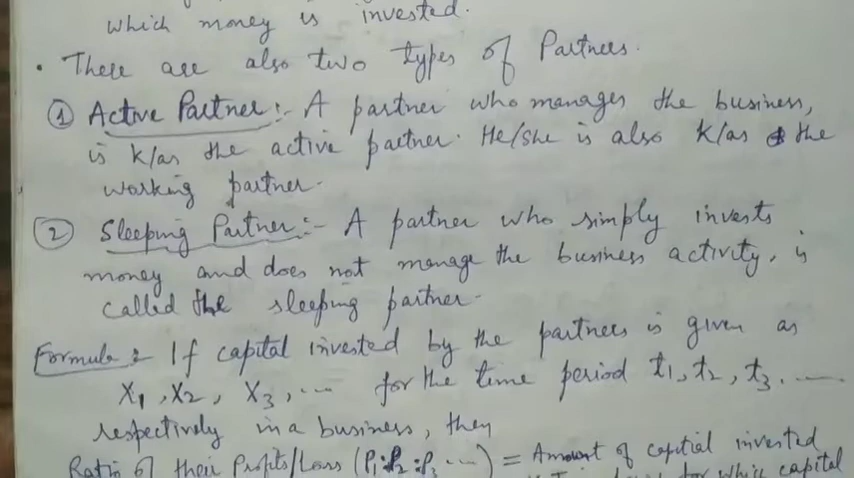 which money is invested.
• There are also two types of Partners.
① Active Partner:- A partner who manages the business,
is k/as the active partner. He/she is also k/as the
working partner.
② Sleeping Partner:- A partner who simply invests
money and does not manage the business activity, is
called the sleeping partner.
Formula: If capital invested by the partners is given as
X1, X2, X3, ... for the time period t1, t2, t3.....
respectively in a business, then
Ratio of their Profits/Loss (P1:P2:P3 ...) = Amount of capital invested
for which capital